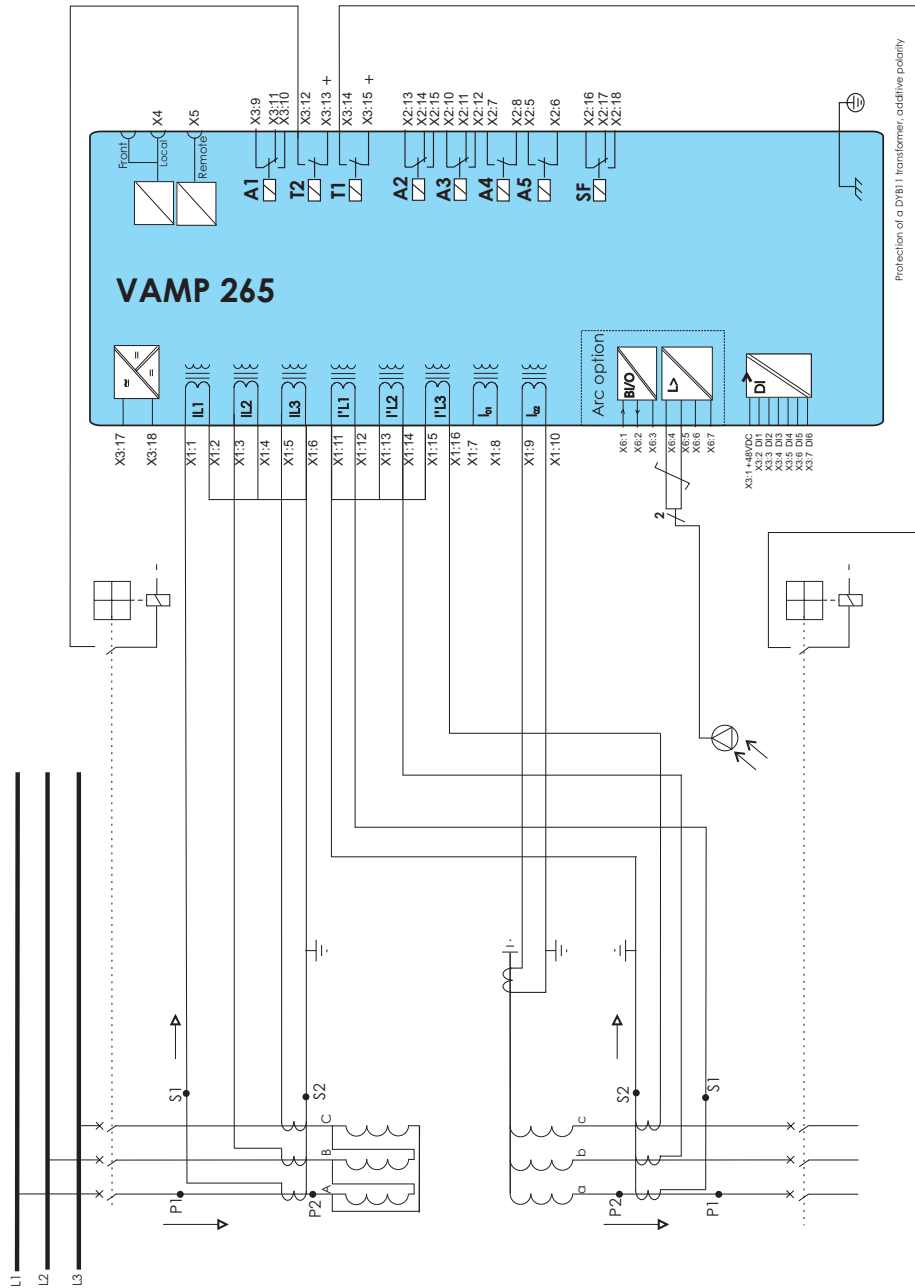 Protection of a DYB11 transformer, additive polarity
X3:9
X3:11
X3:10
X3:12
X3:13 +
X3:14
X3:15 +
X2:13
X2:14
X2:15
X2:10
X2:11
X2:12
X2:7
X2:8
X2:5
X2:6
X2:16
X2:17
X2:18
Front
X4
Local
X5
Remote
A1
T2
T1
A2
A3
A4
A5
SF
VAMP 265
≈
=
=
IL1
IL2
IL3
I'L1
I'L2
I'L3
I01
I02
Arc option
BI/O
L>
DI
X3:17
X3:18
X1:1
X1:2
X1:3
X1:4
X1:5
X1:6
X1:11
X1:12
X1:13
X1:14
X1:15
X1:16
X1:7
X1:8
X1:9
X1:10
X6:1
X6:2
X6:3
X6:4
X6:5
X6:6
X6:7
X3:1 +48VDC
X3:2 DI1
X3:3 DI2
X3:4 DI3
X3:5 DI4
X3:6 DI5
X3:7 DI6
2
-
-
L1
L2
L3
S1
S2
P1
P2
A
B
C
a
b
c
S2
S1
P2
P1